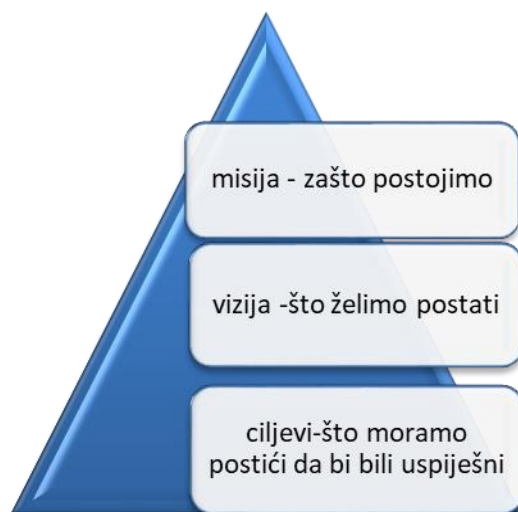 misija - zašto postojimo
vizija -što želimo postati
ciljevi-što moramo
postići da bi bili uspiješni